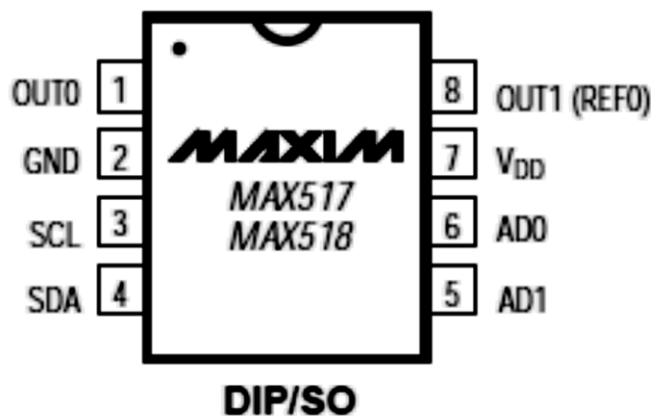 OUT0 1
GND 2
SCL 3
SDA 4
8 OUT1 (REF0)
7 VDD
6 AD0
5 AD1
MAXIM
MAX517
MAX518
DIP/SO